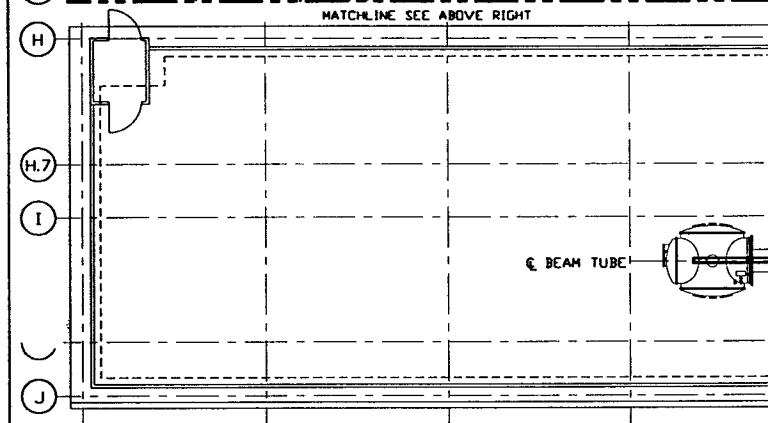 MATCHLINE SEE ABOVE RIGHT
H
H.7
I
℄ BEAM TUBE
J